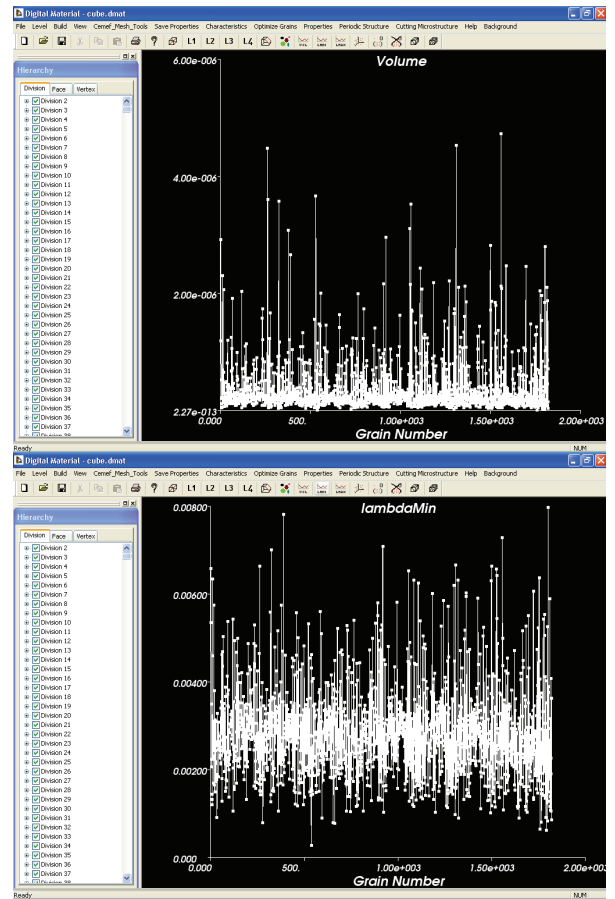 Digital Material - cube.dmat
File Level Build View Cemef_Mesh_Tools Save Properties Characteristics Optimize Grains Properties Periodic Structure Cutting Microstructure Help Background
L1 L2 L3 L4
Hierarchy
Division Face Vertex
Division 2
Division 3
Division 4
Division 5
Division 6
Division 7
Division 8
Division 9
Division 10
Division 11
Division 12
Division 13
Division 14
Division 15
Division 16
Division 17
Division 18
Division 19
Division 20
Division 21
Division 22
Division 23
Division 24
Division 25
Division 26
Division 27
Division 28
Division 29
Division 30
Division 31
Division 32
Division 33
Division 34
Division 35
Division 36
Division 37
Division 38
Volume
6.00e-006
4.00e-006
2.00e-006
2.27e-013
0.000 500. 1.00e+003 1.50e+003 2.00e+003
Grain Number
Ready NUM
Digital Material - cube.dmat
File Level Build View Cemef_Mesh_Tools Save Properties Characteristics Optimize Grains Properties Periodic Structure Cutting Microstructure Help Background
L1 L2 L3 L4
Hierarchy
Division Face Vertex
Division 2
Division 3
Division 4
Division 5
Division 6
Division 7
Division 8
Division 9
Division 10
Division 11
Division 12
Division 13
Division 14
Division 15
Division 16
Division 17
Division 18
Division 19
Division 20
Division 21
Division 22
Division 23
Division 24
Division 25
Division 26
Division 27
Division 28
Division 29
Division 30
Division 31
Division 32
Division 33
Division 34
Division 35
Division 36
Division 37
Division 38
lambdaMin
0.00800
0.00600
0.00400
0.00200
0.000
0.000 500. 1.00e+003 1.50e+003 2.00e+003
Grain Number
Ready NUM